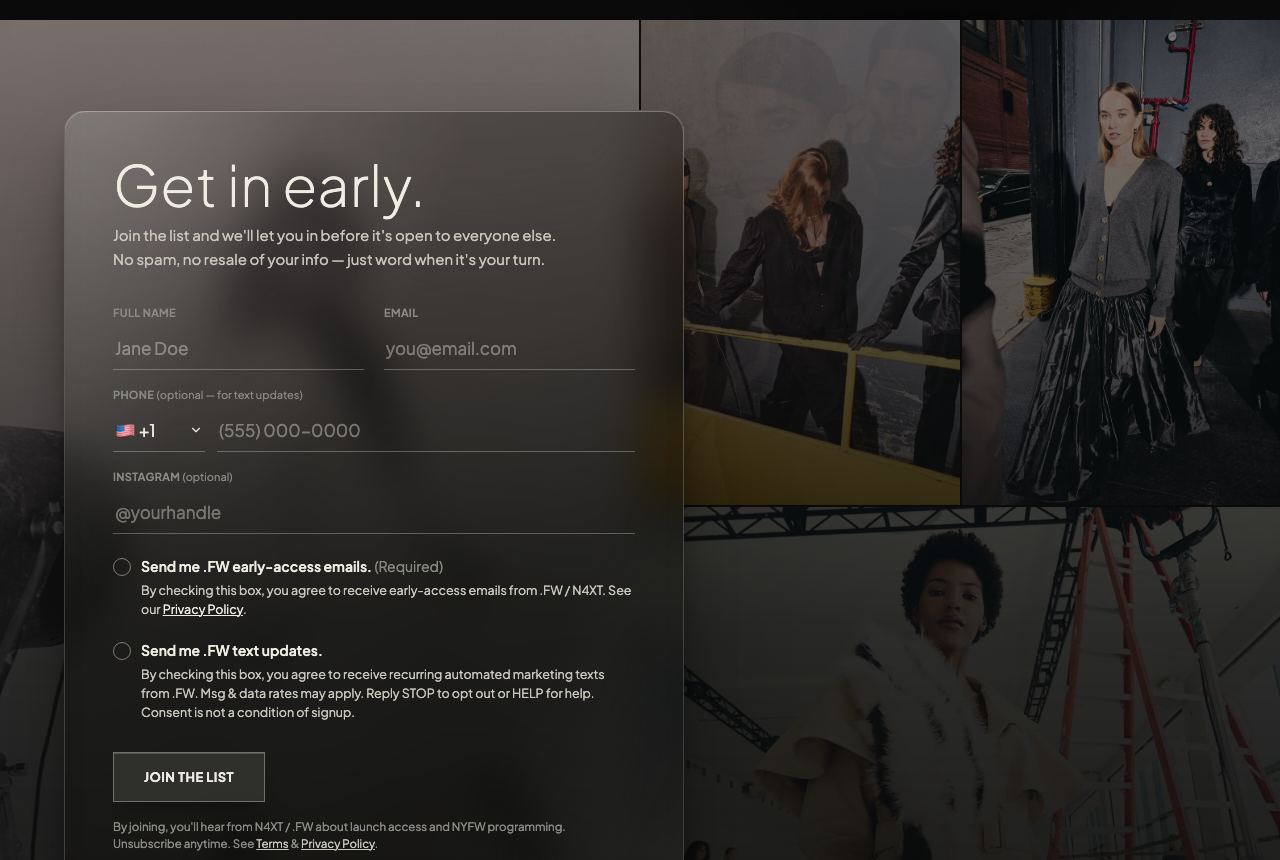 Get in early.
Join the list and we'll let you in before it's open to everyone else.
No spam, no resale of your info — just word when it's your turn.
FULL NAME
EMAIL
Jane Doe
you@email.com
PHONE (optional — for text updates)
🇺🇸 +1
(555) 000-0000
INSTAGRAM (optional)
@yourhandle
Send me .FW early-access emails. (Required)
By checking this box, you agree to receive early-access emails from .FW / N4XT. See
our Privacy Policy.
Send me .FW text updates.
By checking this box, you agree to receive recurring automated marketing texts
from .FW. Msg & data rates may apply. Reply STOP to opt out or HELP for help.
Consent is not a condition of signup.
JOIN THE LIST
By joining, you'll hear from N4XT / .FW about launch access and NYFW programming.
Unsubscribe anytime. See Terms & Privacy Policy.